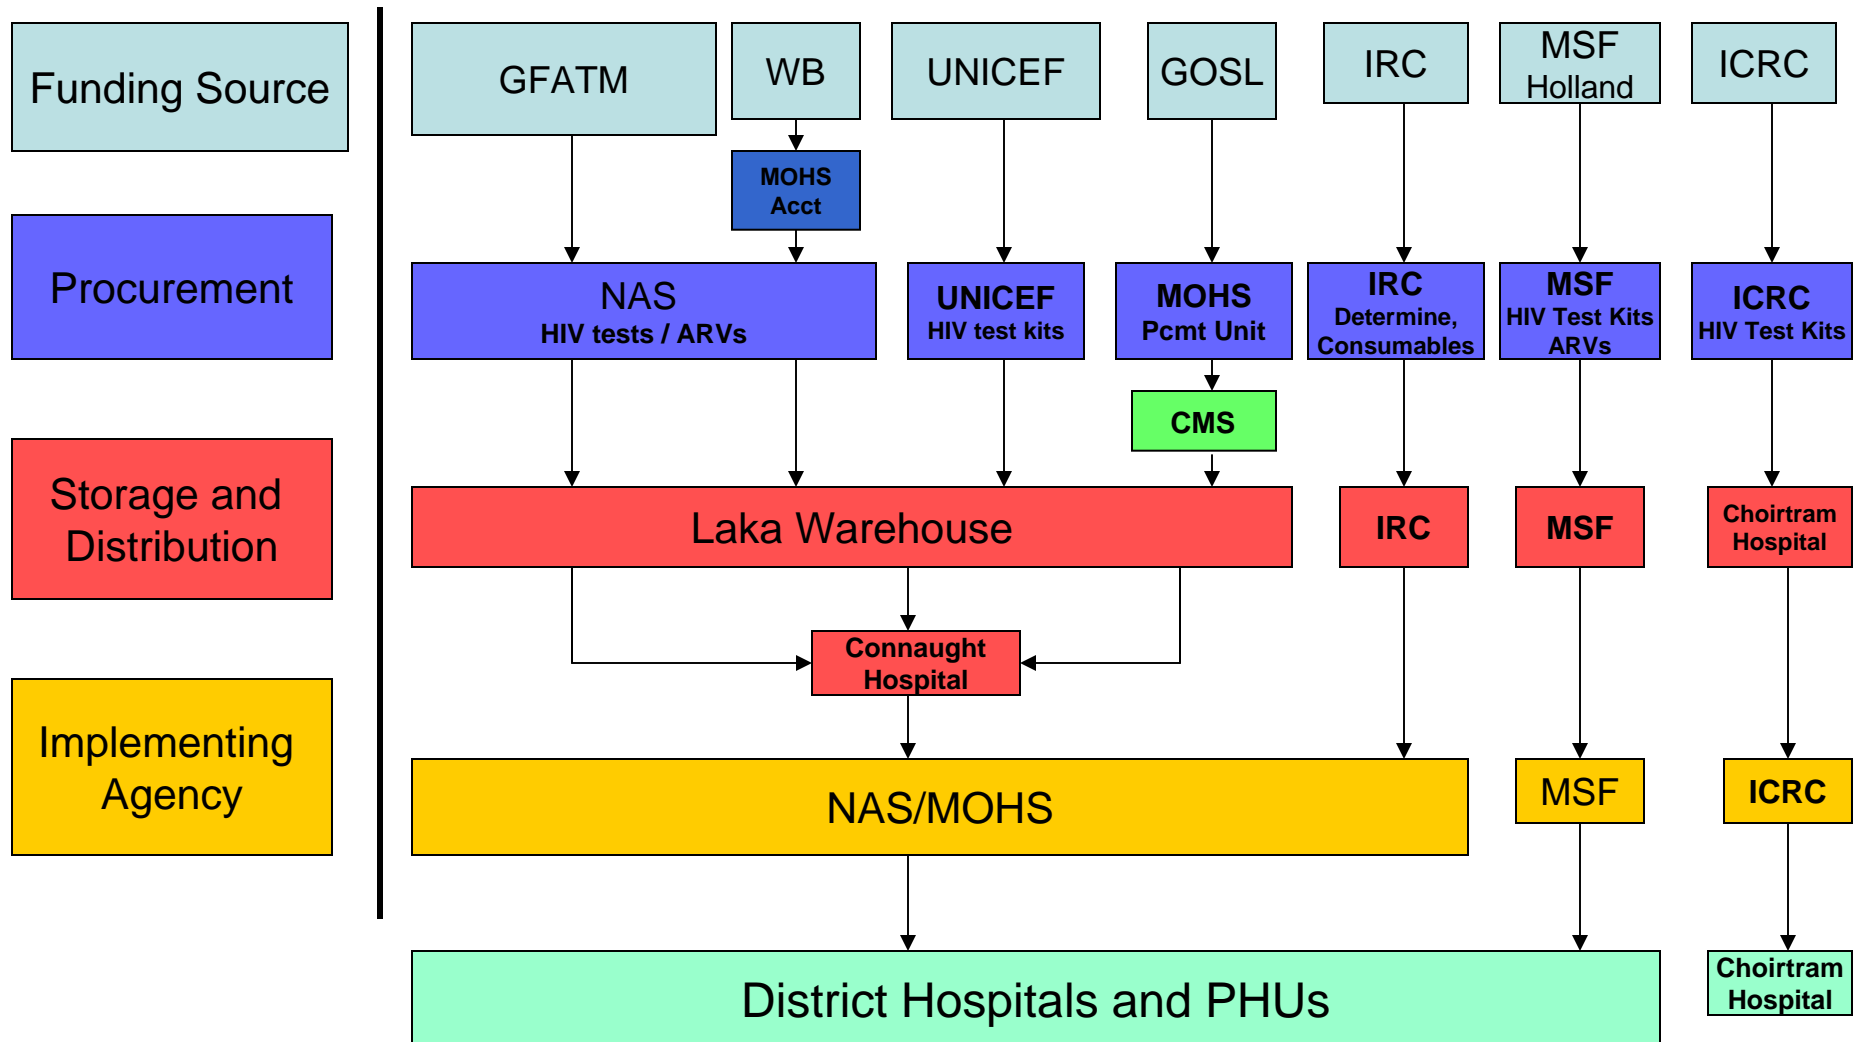 Funding Source
GFATM
WB
UNICEF
GOSL
IRC
MSF
Holland
ICRC
MOHS
Acct
Procurement
NAS
HIV tests / ARVs
UNICEF
HIV test kits
MOHS
Pcmt Unit
IRC
Determine,
Consumables
MSF
HIV Test Kits
ARVs
ICRC
HIV Test Kits
CMS
Storage and
Distribution
Laka Warehouse
IRC
MSF
Choirtram
Hospital
Connaught
Hospital
Implementing
Agency
NAS/MOHS
MSF
ICRC
District Hospitals and PHUs
Choirtram
Hospital